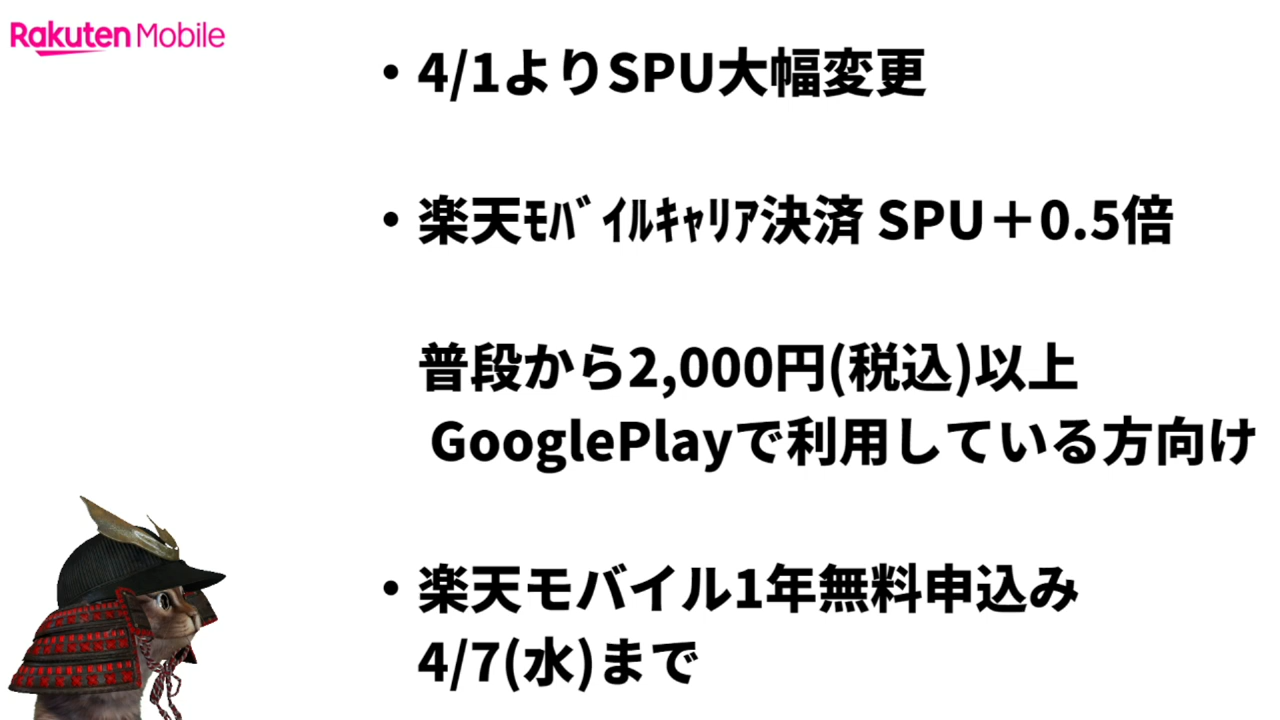 Rakuten Mobile
・4/1よりSPU大幅変更
・楽天ﾓﾊﾞｲﾙｷｬﾘｱ決済 SPU＋0.5倍
普段から2,000円(税込)以上
GooglePlayで利用している方向け
・楽天モバイル1年無料申込み
4/7(水)まで